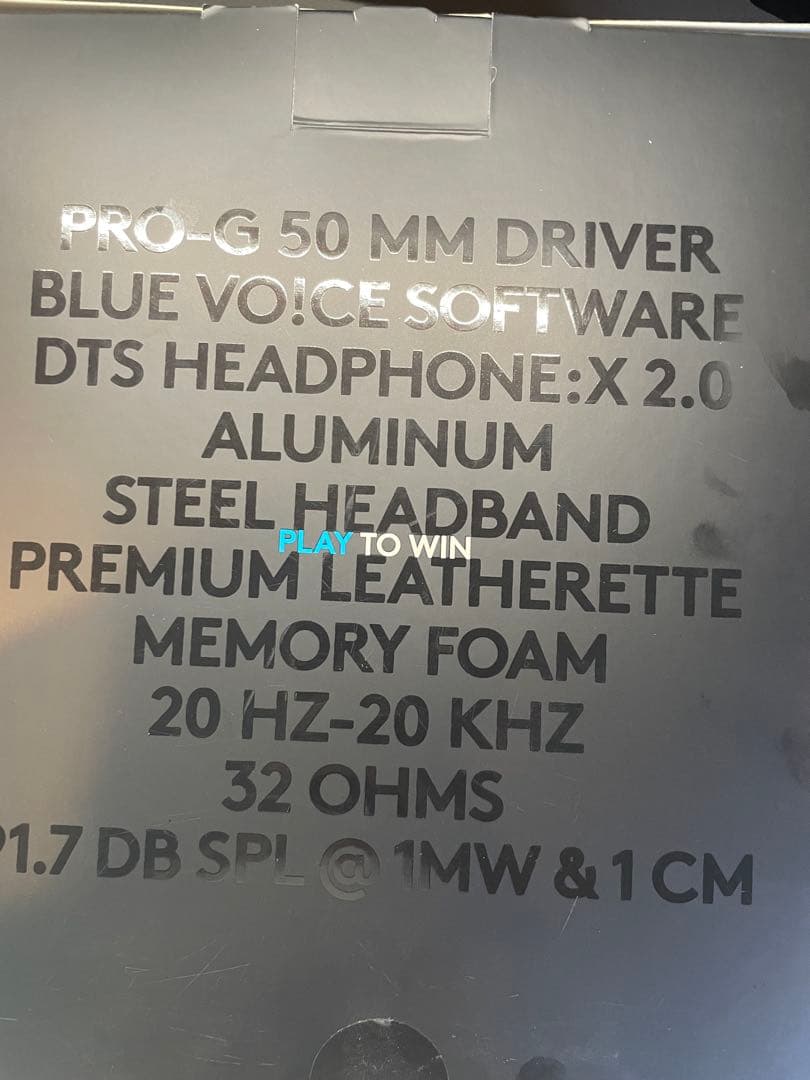 PRO-G 50 MM DRIVER
BLUE VO!CE SOFTWARE
DTS HEADPHONE:X 2.0
ALUMINUM
STEEL HEADBAND
PLAY TO WIN
PREMIUM LEATHERETTE
MEMORY FOAM
20 HZ-20 KHZ
32 OHMS
91.7 DB SPL @ 1MW & 1 CM